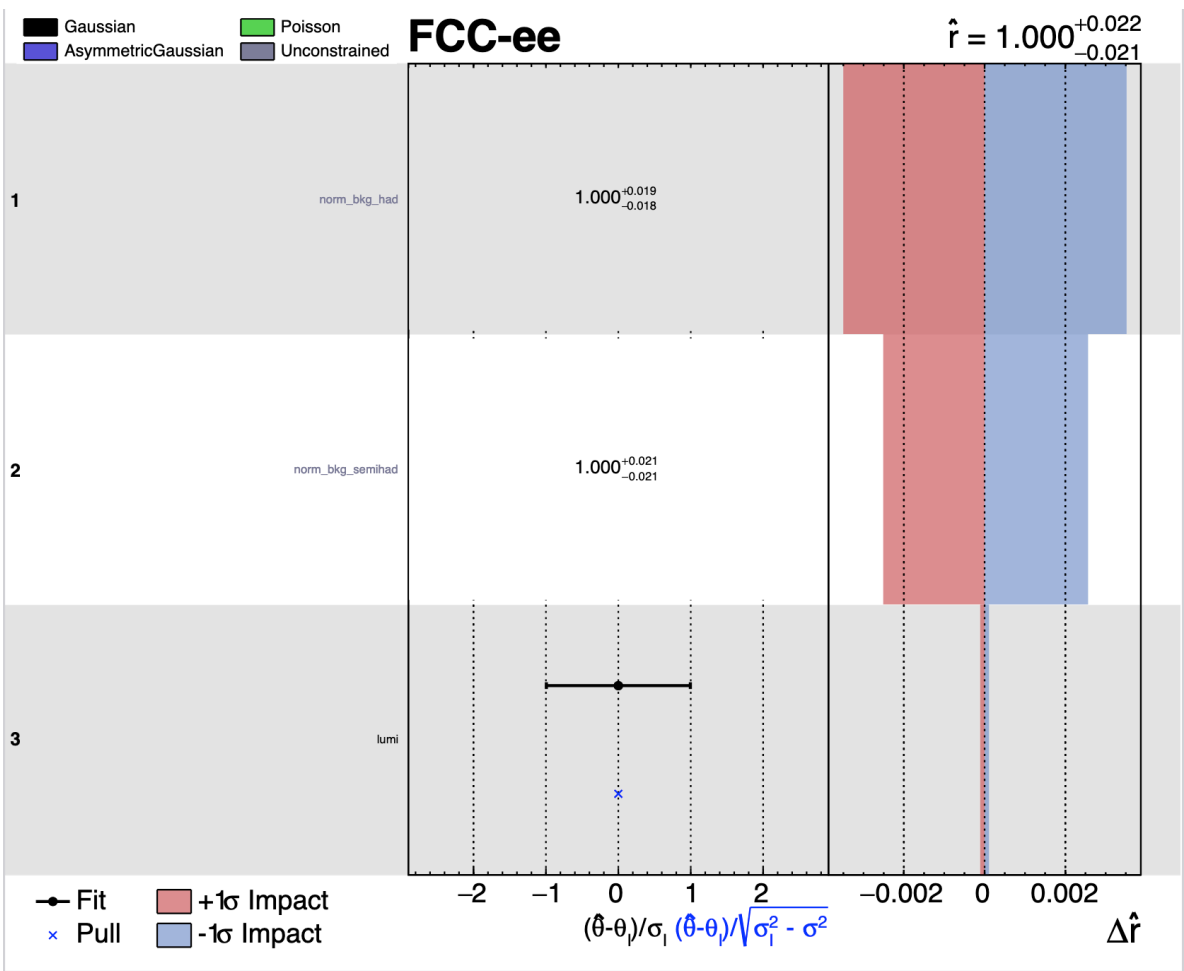 Gaussian Poisson
AsymmetricGaussian Unconstrained
FCC-ee
r̂ = 1.000 +0.022 −0.021
1 norm_bkg_had 1.000 +0.019 −0.018
2 norm_bkg_semihad 1.000 +0.021 −0.021
3 lumi
−2 −1 0 1 2 −0.002 0 0.002
Fit +1σ Impact
Pull -1σ Impact
(θ̂-θI)/σI (θ̂-θI)/√σI² - σ²
Δr̂